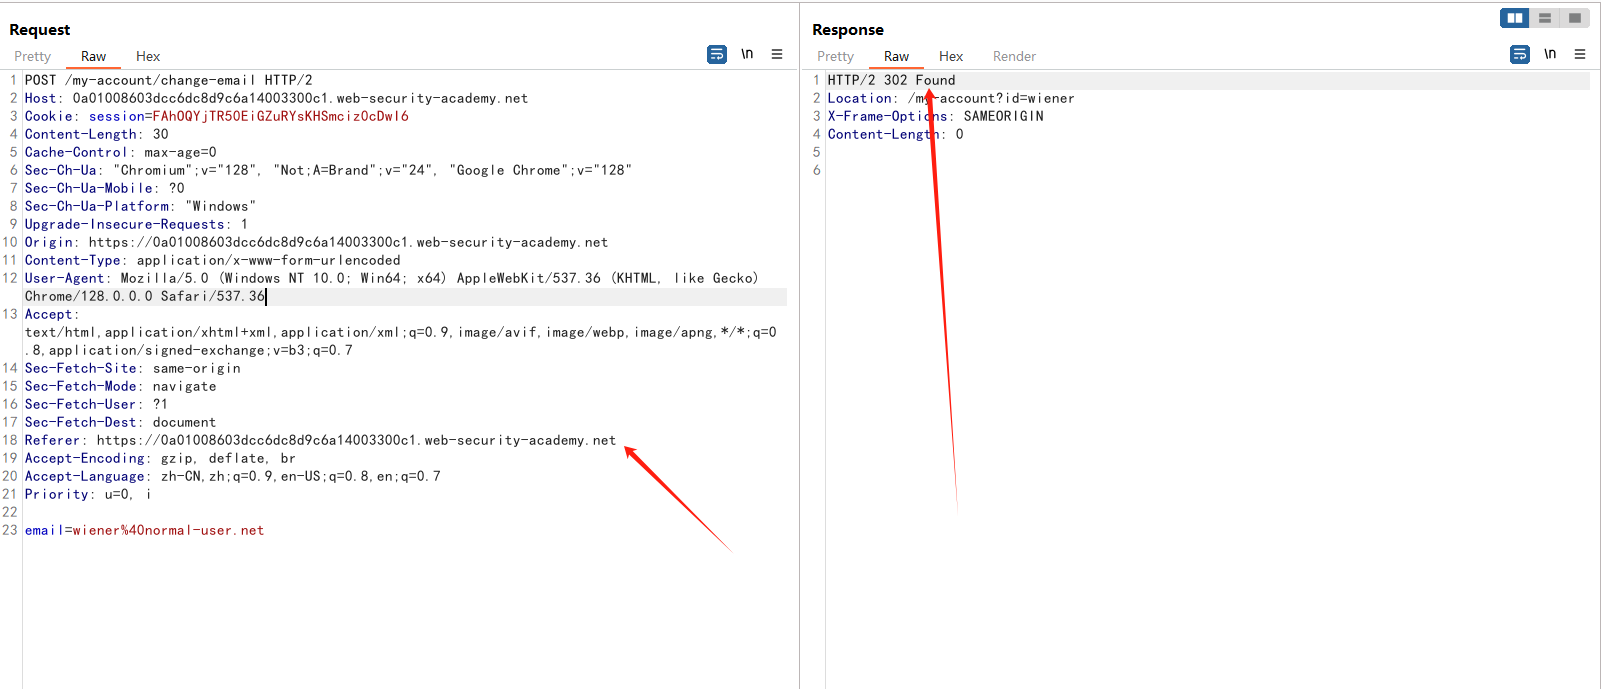 Request
Pretty Raw Hex
\n
1 POST /my-account/change-email HTTP/2
2 Host: 0a01008603dcc6dc8d9c6a14003300c1.web-security-academy.net
3 Cookie: session=FAhOQYjTR5OEiGZuRYsKHSmcizOcDwI6
4 Content-Length: 30
5 Cache-Control: max-age=0
6 Sec-Ch-Ua: "Chromium";v="128", "Not;A=Brand";v="24", "Google Chrome";v="128"
7 Sec-Ch-Ua-Mobile: ?0
8 Sec-Ch-Ua-Platform: "Windows"
9 Upgrade-Insecure-Requests: 1
10 Origin: https://0a01008603dcc6dc8d9c6a14003300c1.web-security-academy.net
11 Content-Type: application/x-www-form-urlencoded
12 User-Agent: Mozilla/5.0 (Windows NT 10.0; Win64; x64) AppleWebKit/537.36 (KHTML, like Gecko)
Chrome/128.0.0.0 Safari/537.36
13 Accept:
text/html,application/xhtml+xml,application/xml;q=0.9,image/avif,image/webp,image/apng,*/*;q=0
.8,application/signed-exchange;v=b3;q=0.7
14 Sec-Fetch-Site: same-origin
15 Sec-Fetch-Mode: navigate
16 Sec-Fetch-User: ?1
17 Sec-Fetch-Dest: document
18 Referer: https://0a01008603dcc6dc8d9c6a14003300c1.web-security-academy.net
19 Accept-Encoding: gzip, deflate, br
20 Accept-Language: zh-CN,zh;q=0.9,en-US;q=0.8,en;q=0.7
21 Priority: u=0, i
22
23 email=wiener%40normal-user.net
Response
Pretty Raw Hex Render
\n
1 HTTP/2 302 Found
2 Location: /my-account?id=wiener
3 X-Frame-Options: SAMEORIGIN
4 Content-Length: 0
5
6